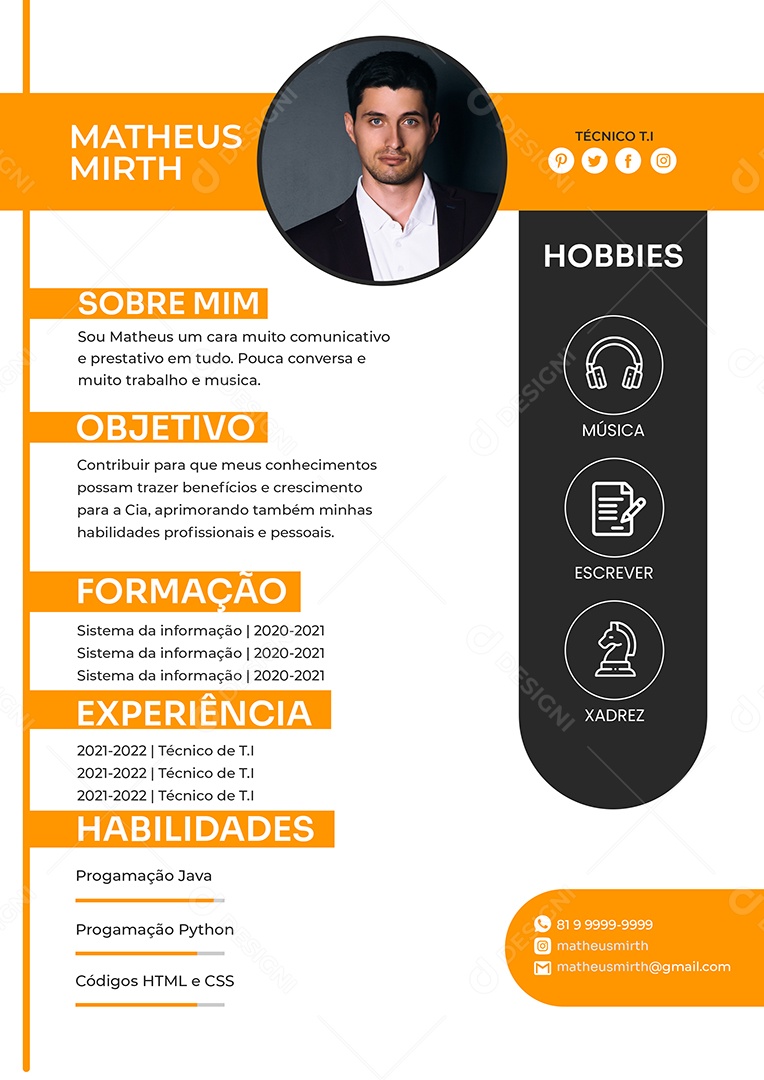 MATHEUS
MIRTH
TÉCNICO T.I
HOBBIES
MÚSICA
ESCREVER
XADREZ
SOBRE MIM
Sou Matheus um cara muito comunicativo
e prestativo em tudo. Pouca conversa e
muito trabalho e musica.
OBJETIVO
Contribuir para que meus conhecimentos
possam trazer benefícios e crescimento
para a Cia, aprimorando também minhas
habilidades profissionais e pessoais.
FORMAÇÃO
Sistema da informação | 2020-2021
Sistema da informação | 2020-2021
Sistema da informação | 2020-2021
EXPERIÊNCIA
2021-2022 | Técnico de T.I
2021-2022 | Técnico de T.I
2021-2022 | Técnico de T.I
HABILIDADES
Progamação Java
Progamação Python
Códigos HTML e CSS
81 9 9999-9999
matheusmirth
matheusmirth@gmail.com
DESIGNI